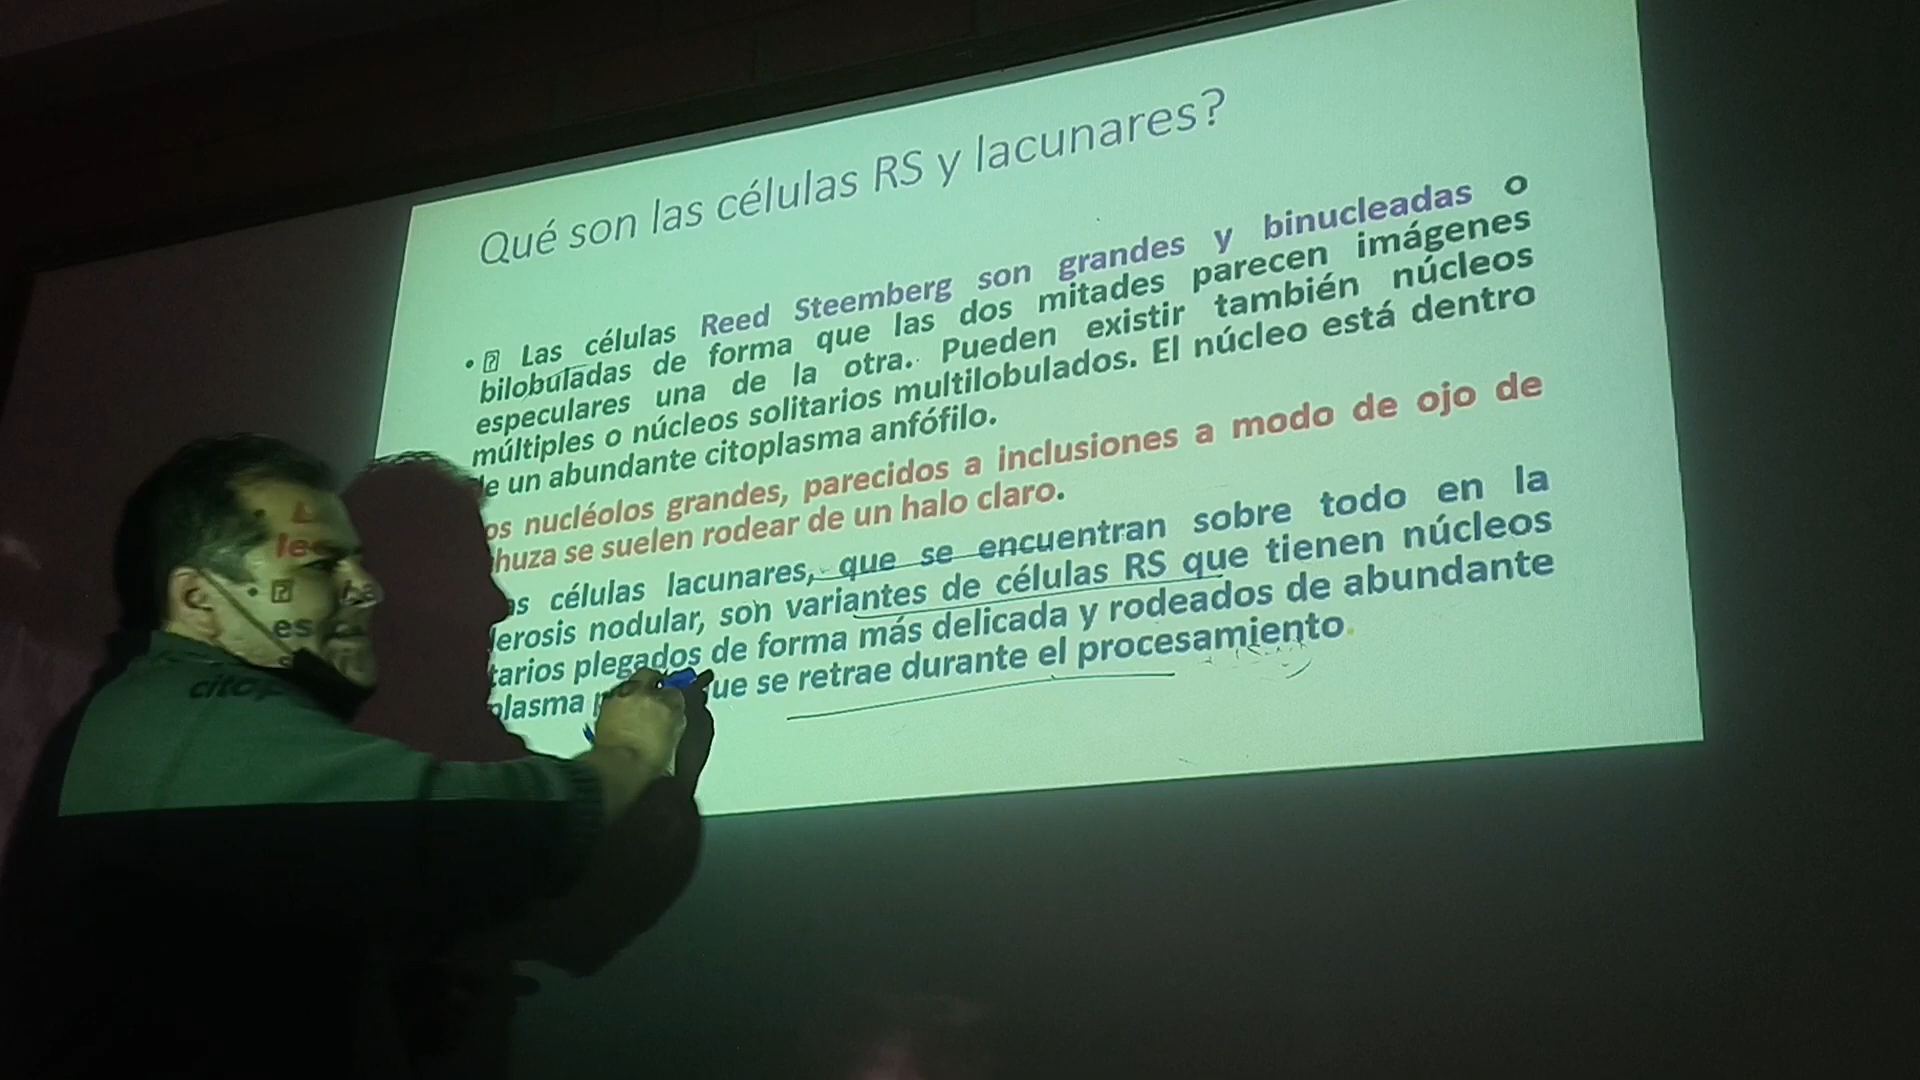 Qué son las células RS y lacunares?
• Las células Reed Steemberg son grandes y binucleadas o
bilobuladas de forma que las dos mitades parecen imágenes
especulares una de la otra. Pueden existir también núcleos
múltiples o núcleos solitarios multilobulados. El núcleo está dentro
de un abundante citoplasma anfófilo.
os nucléolos grandes, parecidos a inclusiones a modo de ojo de
huza se suelen rodear de un halo claro.
as células lacunares, que se encuentran sobre todo en la
lerosis nodular, son variantes de células RS que tienen núcleos
tarios plegados de forma más delicada y rodeados de abundante
plasma ue se retrae durante el procesamiento.